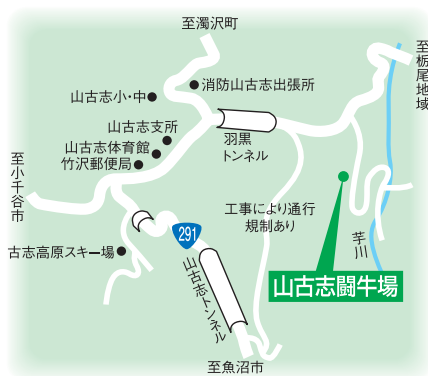 至濁沢町
至栃尾地域
消防山古志出張所
山古志小・中
山古志支所
山古志体育館
竹沢郵便局
羽黒
トンネル
至小千谷市
工事により通行
規制あり
芋川
291
古志高原スキー場
山古志トンネル
山古志闘牛場
至魚沼市